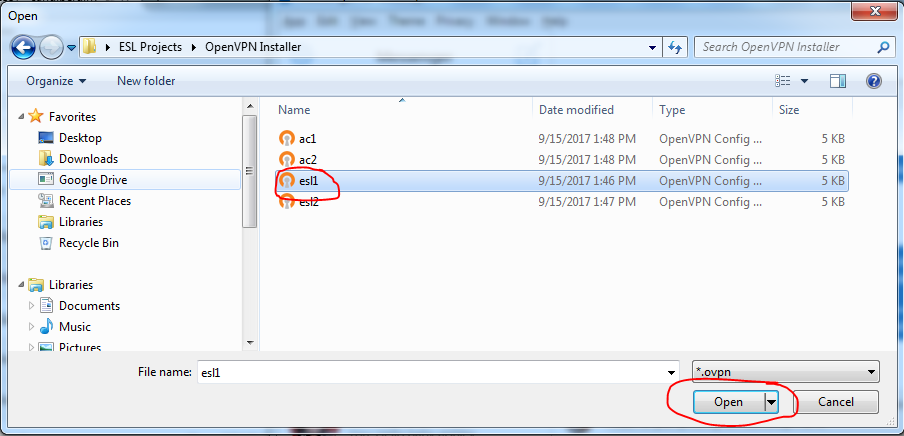 Open
ESL Projects OpenVPN Installer
Search OpenVPN Installer
Organize New folder
Name Date modified Type Size
Favorites
Desktop
Downloads
Google Drive
Recent Places
Libraries
Recycle Bin
Libraries
Documents
Music
Pictures
ac1 9/15/2017 1:48 PM OpenVPN Config ... 5 KB
ac2 9/15/2017 1:48 PM OpenVPN Config ... 5 KB
esl1 9/15/2017 1:46 PM OpenVPN Config ... 5 KB
esl2 9/15/2017 1:47 PM OpenVPN Config ... 5 KB
File name: esl1 *.ovpn
Open Cancel